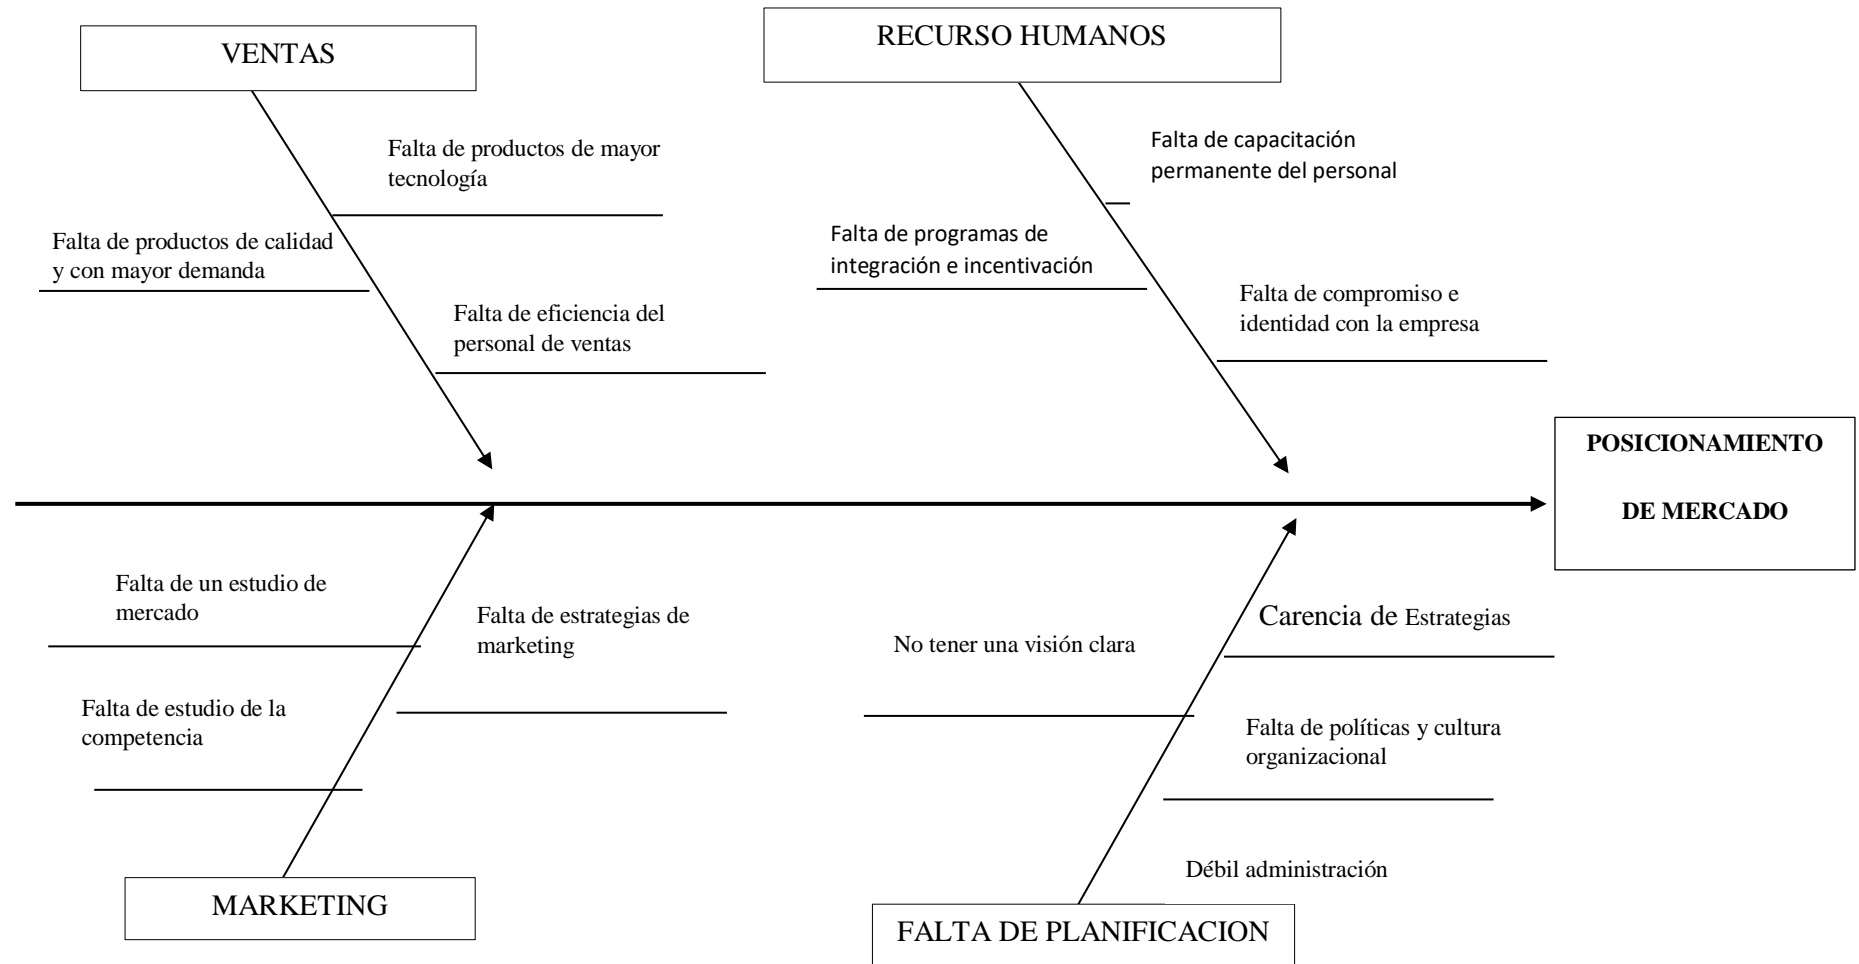 VENTAS
RECURSO HUMANOS
Falta de productos de mayor
tecnología
Falta de productos de calidad
y con mayor demanda
Falta de eficiencia del
personal de ventas
Falta de capacitación
permanente del personal
Falta de programas de
integración e incentivación
Falta de compromiso e
identidad con la empresa
POSICIONAMIENTO
DE MERCADO
Falta de un estudio de
mercado
Falta de estrategias de
marketing
Falta de estudio de la
competencia
MARKETING
Carencia de Estrategias
No tener una visión clara
Falta de políticas y cultura
organizacional
Débil administración
FALTA DE PLANIFICACION